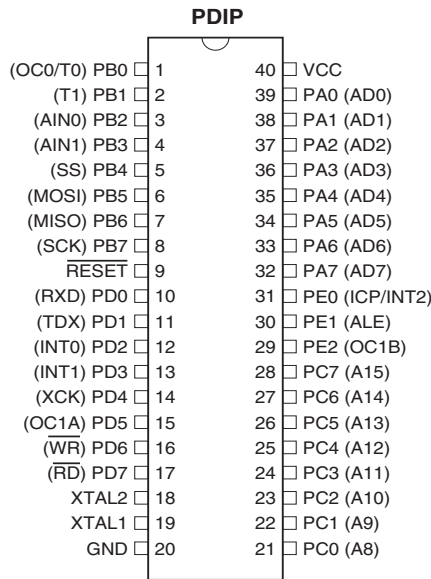 PDIP
(OC0/T0) PB0 1 40 VCC
(T1) PB1 2 39 PA0 (AD0)
(AIN0) PB2 3 38 PA1 (AD1)
(AIN1) PB3 4 37 PA2 (AD2)
(SS) PB4 5 36 PA3 (AD3)
(MOSI) PB5 6 35 PA4 (AD4)
(MISO) PB6 7 34 PA5 (AD5)
(SCK) PB7 8 33 PA6 (AD6)
RESET 9 32 PA7 (AD7)
(RXD) PD0 10 31 PE0 (ICP/INT2)
(TDX) PD1 11 30 PE1 (ALE)
(INT0) PD2 12 29 PE2 (OC1B)
(INT1) PD3 13 28 PC7 (A15)
(XCK) PD4 14 27 PC6 (A14)
(OC1A) PD5 15 26 PC5 (A13)
(WR) PD6 16 25 PC4 (A12)
(RD) PD7 17 24 PC3 (A11)
XTAL2 18 23 PC2 (A10)
XTAL1 19 22 PC1 (A9)
GND 20 21 PC0 (A8)